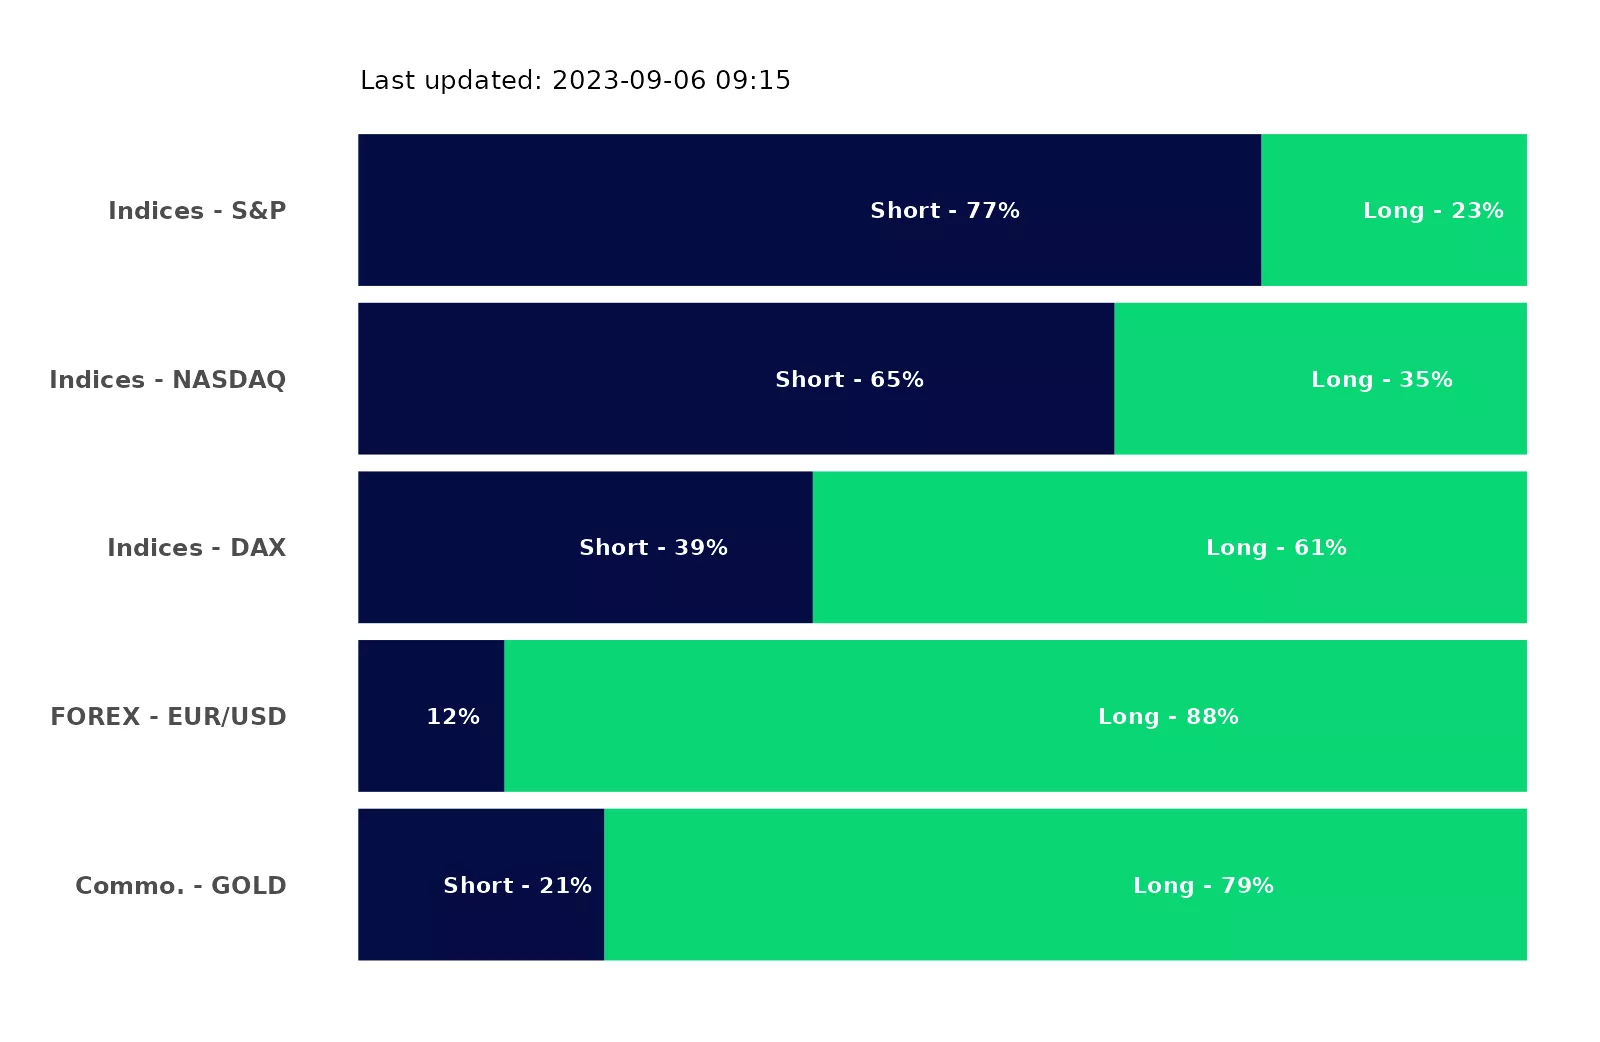 Last updated: 2023-09-06 09:15
Indices - S&P Short - 77% Long - 23%
Indices - NASDAQ Short - 65% Long - 35%
Indices - DAX Short - 39% Long - 61%
FOREX - EUR/USD 12% Long - 88%
Commo. - GOLD Short - 21% Long - 79%